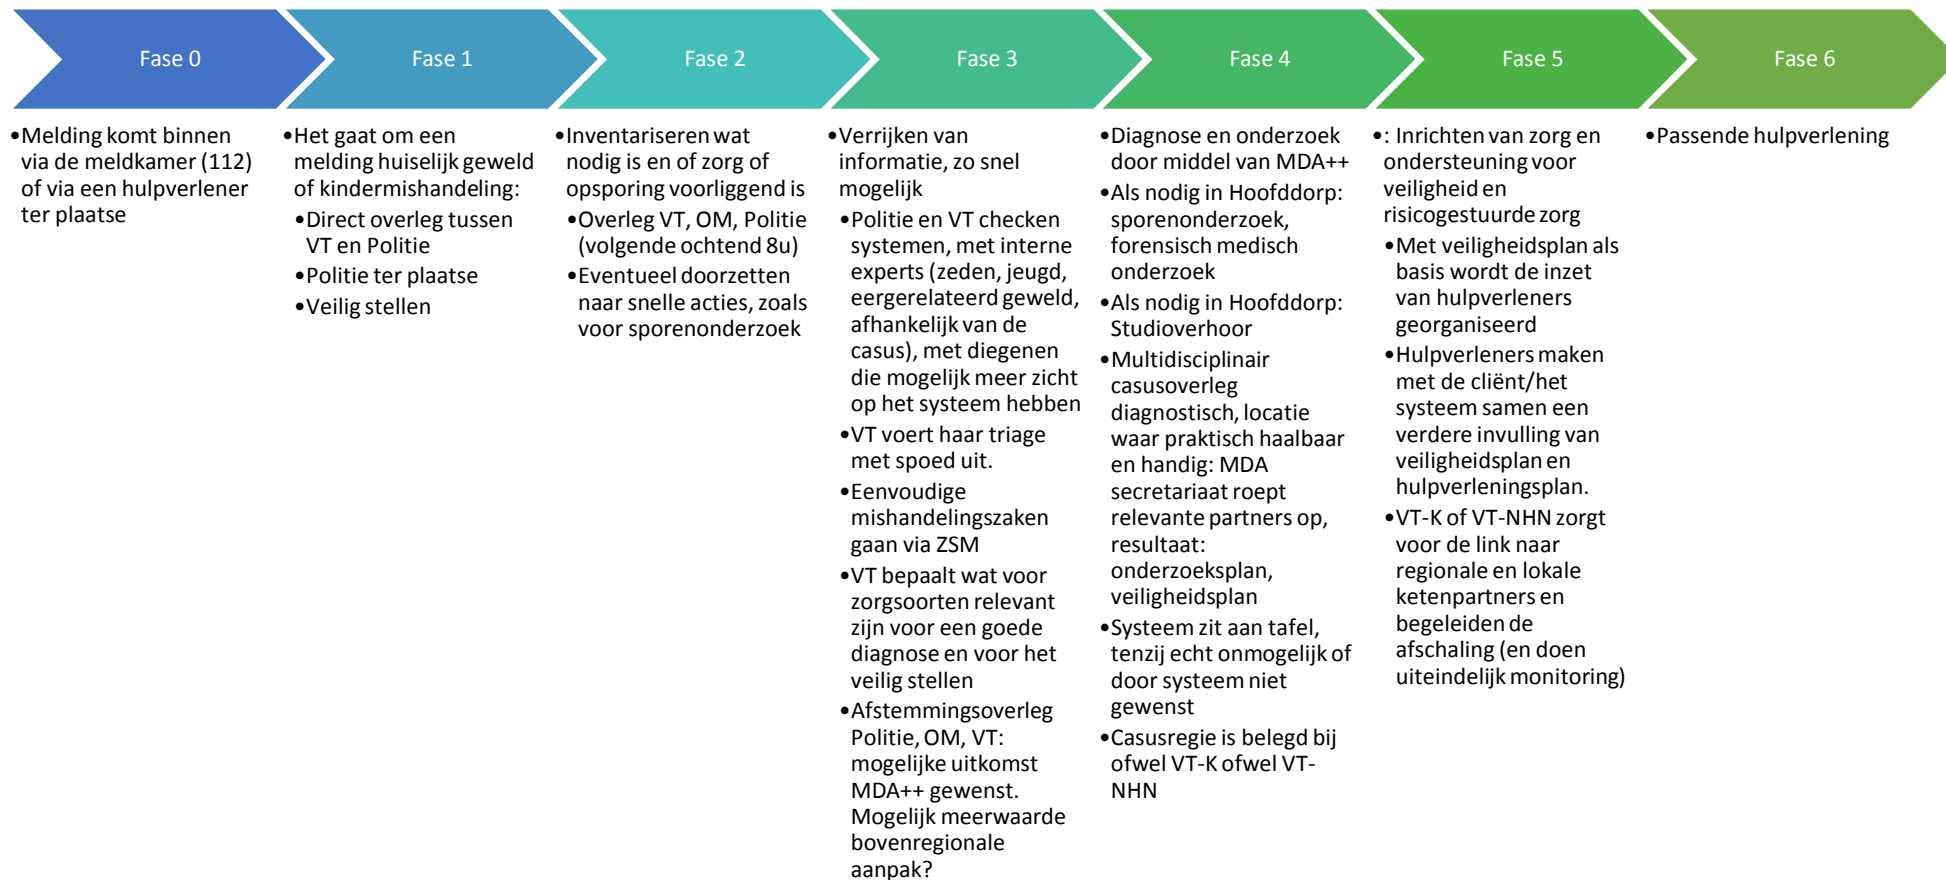 Fase 0
Fase 1
Fase 2
Fase 3
Fase 4
Fase 5
Fase 6
•Melding komt binnen
via de meldkamer (112)
of via een hulpverlener
ter plaatse
•Het gaat om een
melding huiselijk geweld
of kindermishandeling:
•Direct overleg tussen
VT en Politie
•Politie ter plaatse
•Veilig stellen
•Inventariseren wat
nodig is en of zorg of
opsporing voorliggend is
•Overleg VT, OM, Politie
(volgende ochtend 8u)
•Eventueel doorzetten
naar snelle acties, zoals
voor sporenonderzoek
•Verrijken van
informatie, zo snel
mogelijk
•Politie en VT checken
systemen, met interne
experts (zeden, jeugd,
eergerelateerd geweld,
afhankelijk van de
casus), met diegenen
die mogelijk meer zicht
op het systeem hebben
•VT voert haar triage
met spoed uit.
•Eenvoudige
mishandelingszaken
gaan via ZSM
•VT bepaalt wat voor
zorgsoorten relevant
zijn voor een goede
diagnose en voor het
veilig stellen
•Afstemmingsoverleg
Politie, OM, VT:
mogelijke uitkomst
MDA++ gewenst.
Mogelijk meerwaarde
bovenregionale
aanpak?
•Diagnose en onderzoek
door middel van MDA++
•Als nodig in Hoofddorp:
sporenonderzoek,
forensisch medisch
onderzoek
•Als nodig in Hoofddorp:
Studioverhoor
•Multidisciplinair
casusoverleg
diagnostisch, locatie
waar praktisch haalbaar
en handig: MDA
secretariaat roept
relevante partners op,
resultaat:
onderzoeksplan,
veiligheidsplan
•Systeem zit aan tafel,
tenzij echt onmogelijk of
door systeem niet
gewenst
•Casusregie is belegd bij
ofwel VT-K ofwel VT-
NHN
•: Inrichten van zorg en
ondersteuning voor
veiligheid en
risicogestuurde zorg
•Met veiligheidsplan als
basis wordt de inzet
van hulpverleners
georganiseerd
•Hulpverleners maken
met de cliënt/het
systeem samen een
verdere invulling van
veiligheidsplan en
hulpverleningsplan.
•VT-K of VT-NHN zorgt
voor de link naar
regionale en lokale
ketenpartners en
begeleiden de
afschaling (en doen
uiteindelijk monitoring)
•Passende hulpverlening